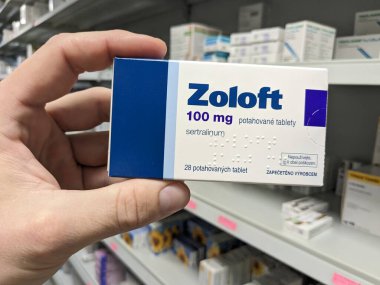 Zoloft
100 mg potahované tablety
sertralinum
28 potahovaných tablet
ZAPEČETĚNO VÝROBCEM